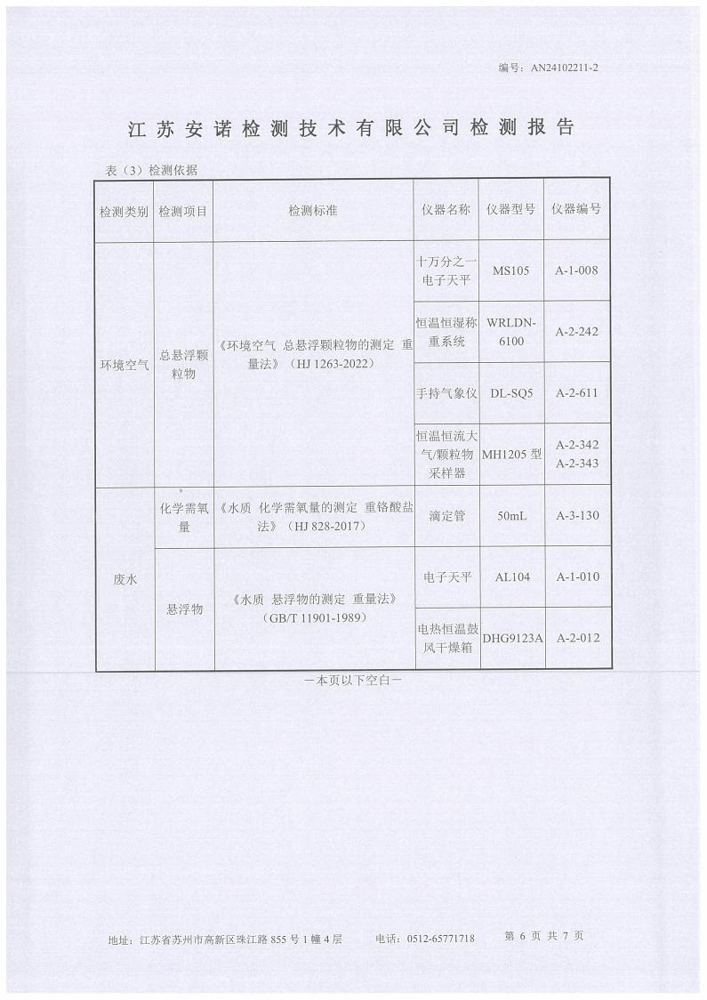 编号：AN24102211-2
江苏安诺检测技术有限公司检测报告
表（3）检测依据
检测类别 检测项目 检测标准 仪器名称 仪器型号 仪器编号
环境空气
总悬浮颗
粒物
《环境空气 总悬浮颗粒物的测定 重
量法》（HJ 1263-2022）
十万分之一
电子天平
MS105
A-1-008
恒温恒湿称
重系统
WRLDN-
6100
A-2-242
手持气象仪
DL-SQ5
A-2-611
恒温恒流大
气/颗粒物
采样器
MH1205 型
A-2-342
A-2-343
废水
化学需氧
量
《水质 化学需氧量的测定 重铬酸盐
法》（HJ 828-2017）
滴定管
50mL
A-3-130
悬浮物
《水质 悬浮物的测定 重量法》
（GB/T 11901-1989）
电子天平
AL104
A-1-010
电热恒温鼓
风干燥箱
DHG9123A
A-2-012
—本页以下空白—
地址：江苏省苏州市高新区珠江路 855 号 1 幢 4 层 电话：0512-65771718 第 6 页 共 7 页